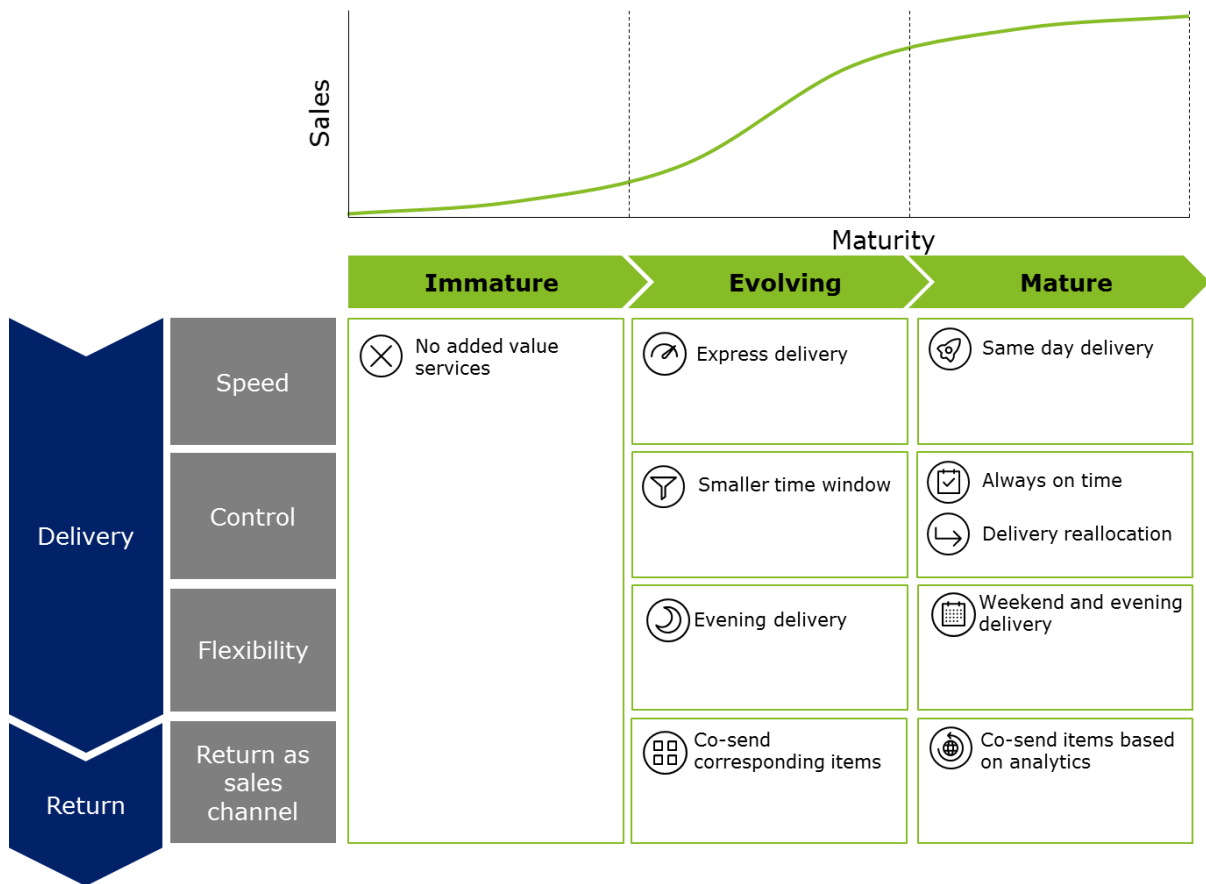 Sales
Maturity
Immature
Evolving
Mature
Delivery
Speed
No added value
services
Express delivery
Same day delivery
Control
Smaller time window
Always on time
Delivery reallocation
Flexibility
Evening delivery
Weekend and evening
delivery
Return
Return as
sales
channel
Co-send
corresponding items
Co-send items based
on analytics